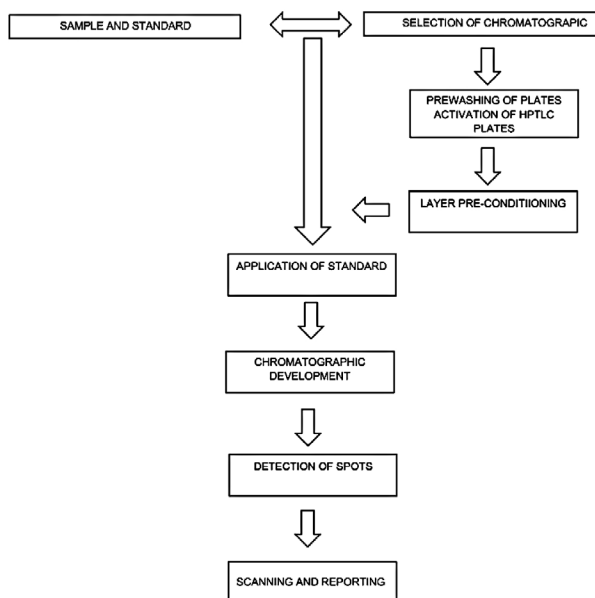 SAMPLE AND STANDARD
SELECTION OF CHROMATOGRAPIC
PREWASHING OF PLATES
ACTIVATION OF HPTLC
PLATES
LAYER PRE-CONDITIIONING
APPLICATION OF STANDARD
CHROMATOGRAPHIC
DEVELOPMENT
DETECTION OF SPOTS
SCANNING AND REPORTING